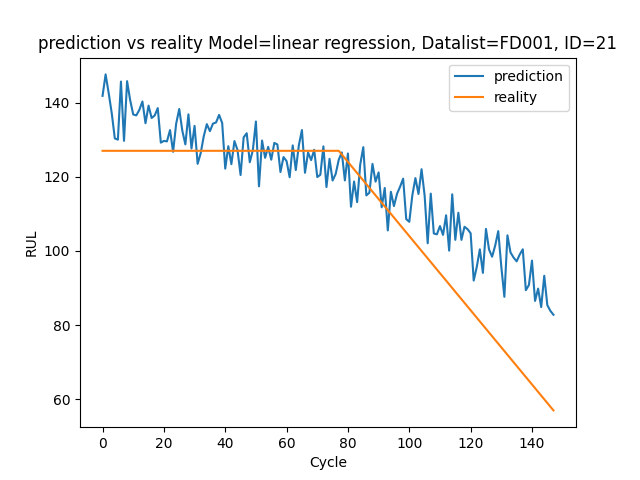 prediction vs reality Model=linear regression, Datalist=FD001, ID=21
prediction
reality
RUL
140
120
100
80
60
0 20 40 60 80 100 120 140
Cycle